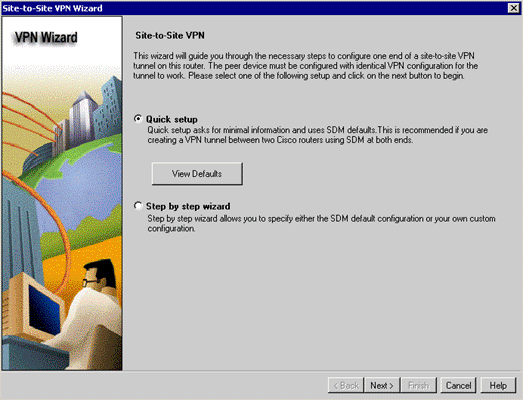 Site-to-Site VPN Wizard
VPN Wizard
Site-to-Site VPN
This wizard will guide you through the necessary steps to configure one end of a site-to-site VPN
tunnel on this router. The peer device must be configured with identical VPN configuration for the
tunnel to work. Please select one of the following setup and click on the next button to begin.
Quick setup
Quick setup asks for minimal information and uses SDM defaults.This is recommended if you are
creating a VPN tunnel between two Cisco routers using SDM at both ends.
View Defaults
Step by step wizard
Step by step wizard allows you to specify either the SDM default configuration or your own custom
configuration.
< Back Next > Finish Cancel Help